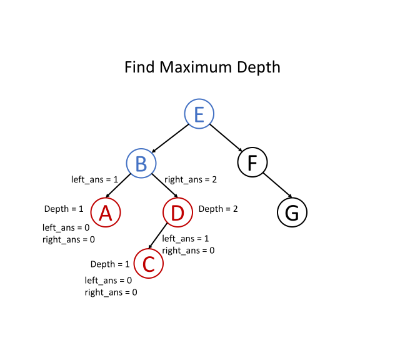 Find Maximum Depth
E
B
F
left_ans = 1
right_ans = 2
Depth = 1
A
D
Depth = 2
G
left_ans = 0
right_ans = 0
left_ans = 1
right_ans = 0
Depth = 1
C
left_ans = 0
right_ans = 0